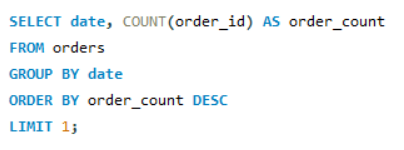 SELECT date, COUNT(order_id) AS order_count
FROM orders
GROUP BY date
ORDER BY order_count DESC
LIMIT 1;